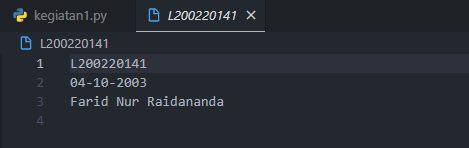 kegiatan1.py L200220141
L200220141
1 L200220141
2 04-10-2003
3 Farid Nur Raidananda
4